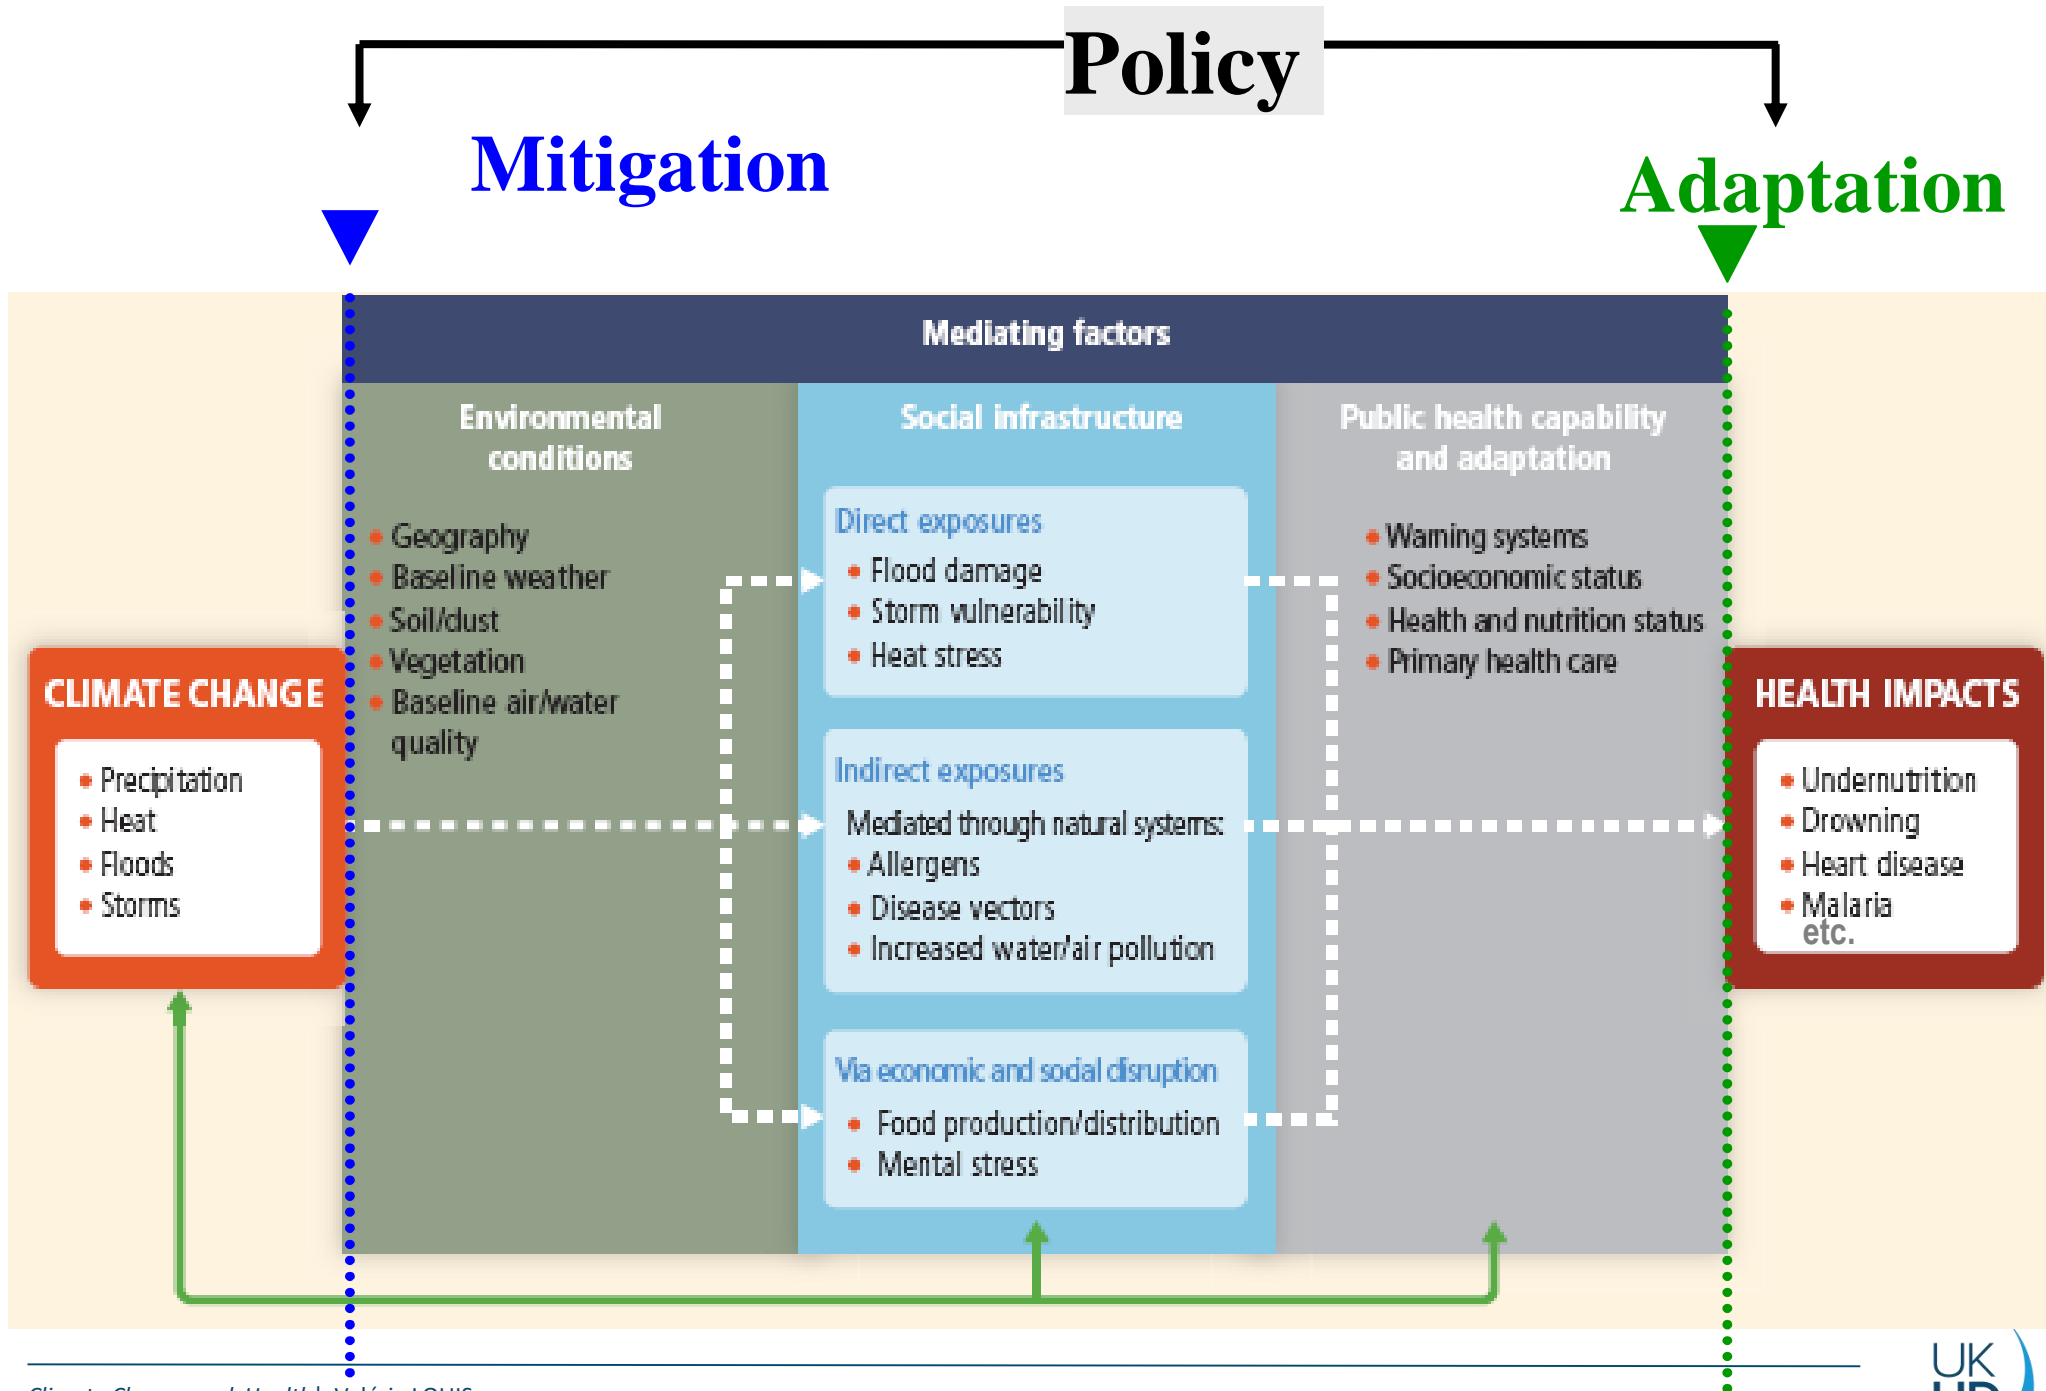 Policy
Mitigation
Adaptation
Mediating factors
Environmental
conditions
• Geography
• Baseline weather
• Soil/dust
• Vegetation
• Baseline air/water
quality
Social infrastructure
Direct exposures
• Flood damage
• Storm vulnerability
• Heat stress
Indirect exposures
Mediated through natural systems:
• Allergens
• Disease vectors
• Increased water/air pollution
Via economic and social disruption
• Food production/distribution
• Mental stress
Public health capability
and adaptation
• Warning systems
• Socioeconomic status
• Health and nutrition status
• Primary health care
CLIMATE CHANGE
• Precipitation
• Heat
• Floods
• Storms
HEALTH IMPACTS
• Undernutrition
• Drowning
• Heart disease
• Malaria
etc.
UK